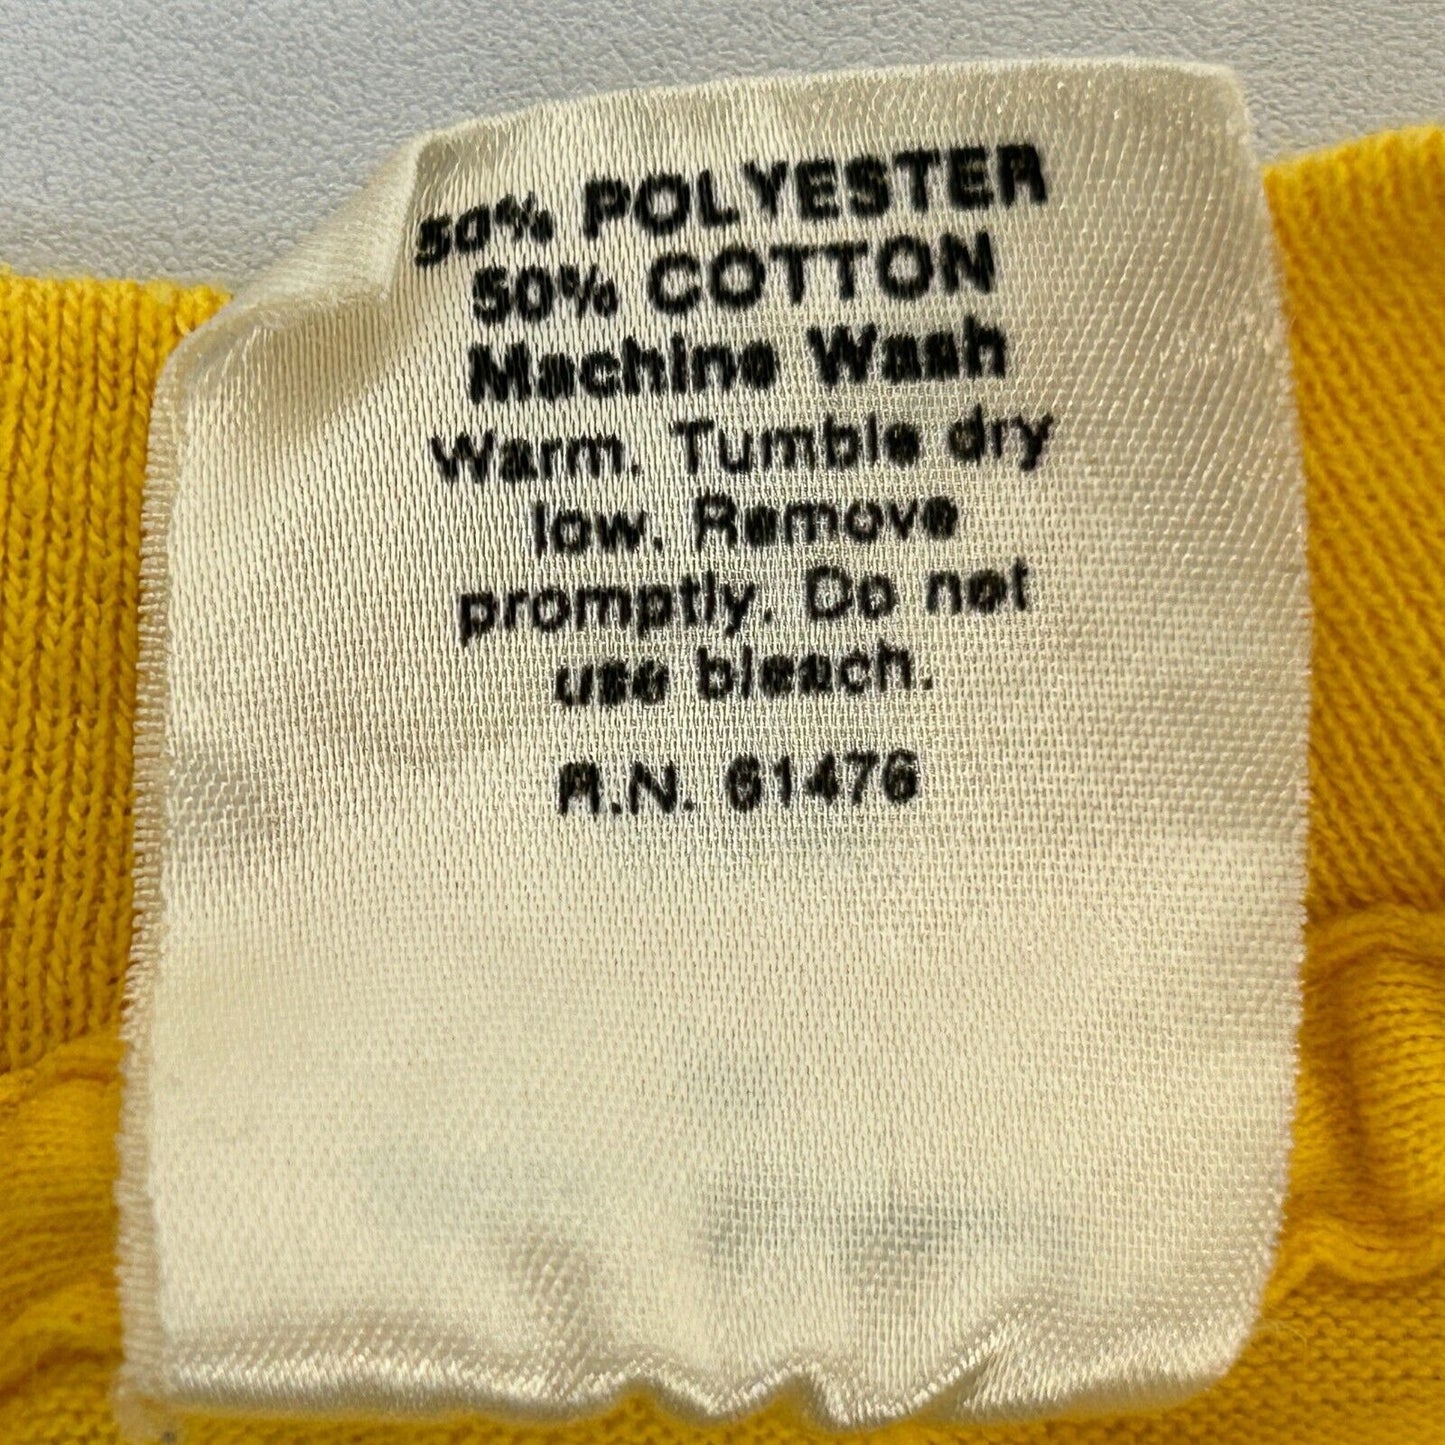 50% POLYESTER
50% COTTON
Machine Wash
Warm. Tumble dry
low. Remove
promptly. Do not
use bleach.
R.N. 61476